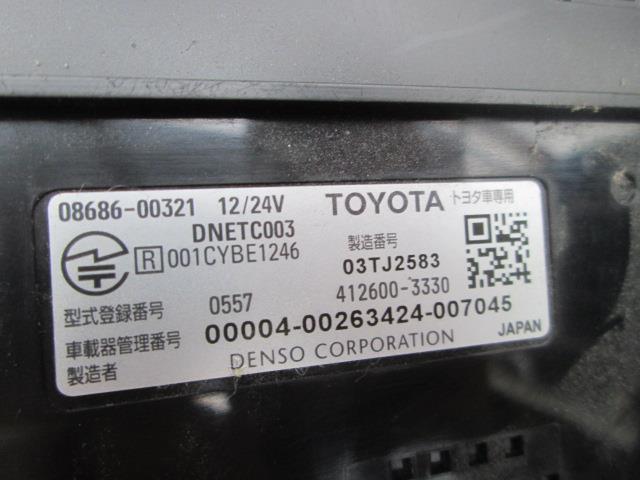 08686-00321 12/24V TOYOTA トヨタ車専用
DNETC003
R 001CYBE1246 製造番号
03TJ2583
型式登録番号 0557 412600-3330
車載器管理番号 00004-00263424-007045
製造者 DENSO CORPORATION JAPAN